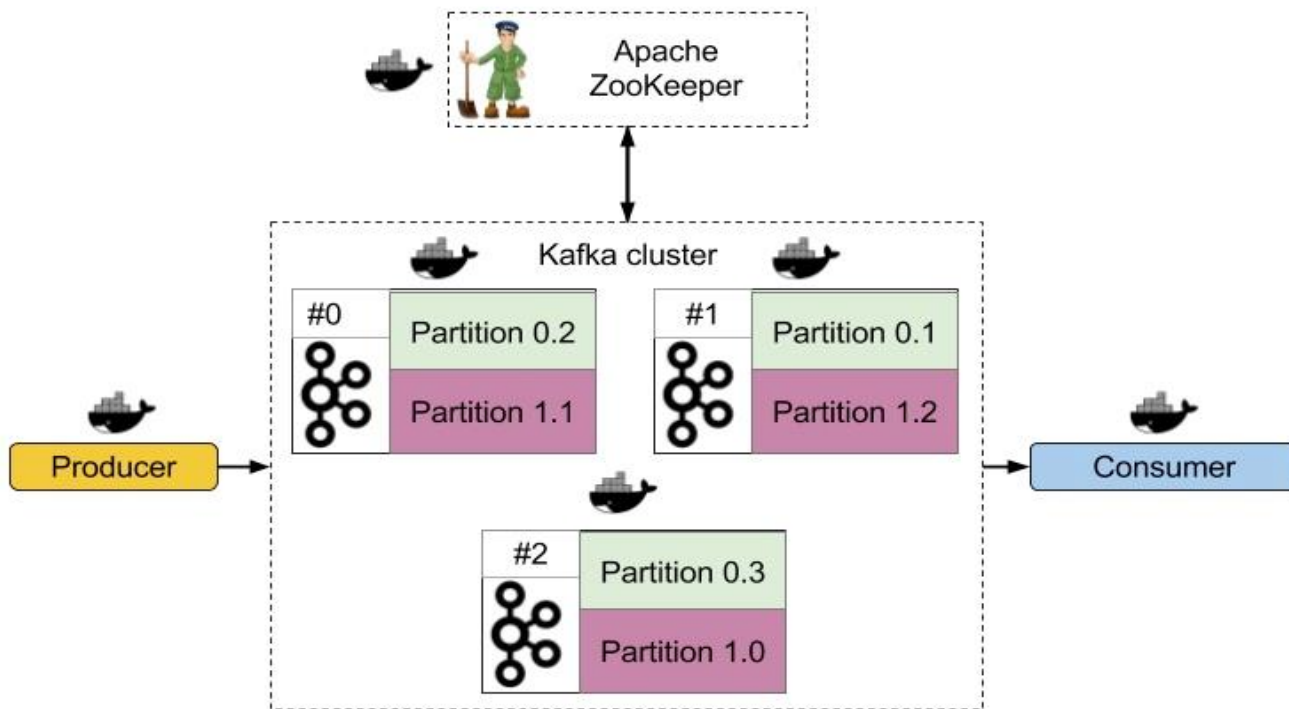 Apache
ZooKeeper
Kafka cluster
#0
Partition 0.2
Partition 1.1
#1
Partition 0.1
Partition 1.2
Producer
Consumer
#2
Partition 0.3
Partition 1.0